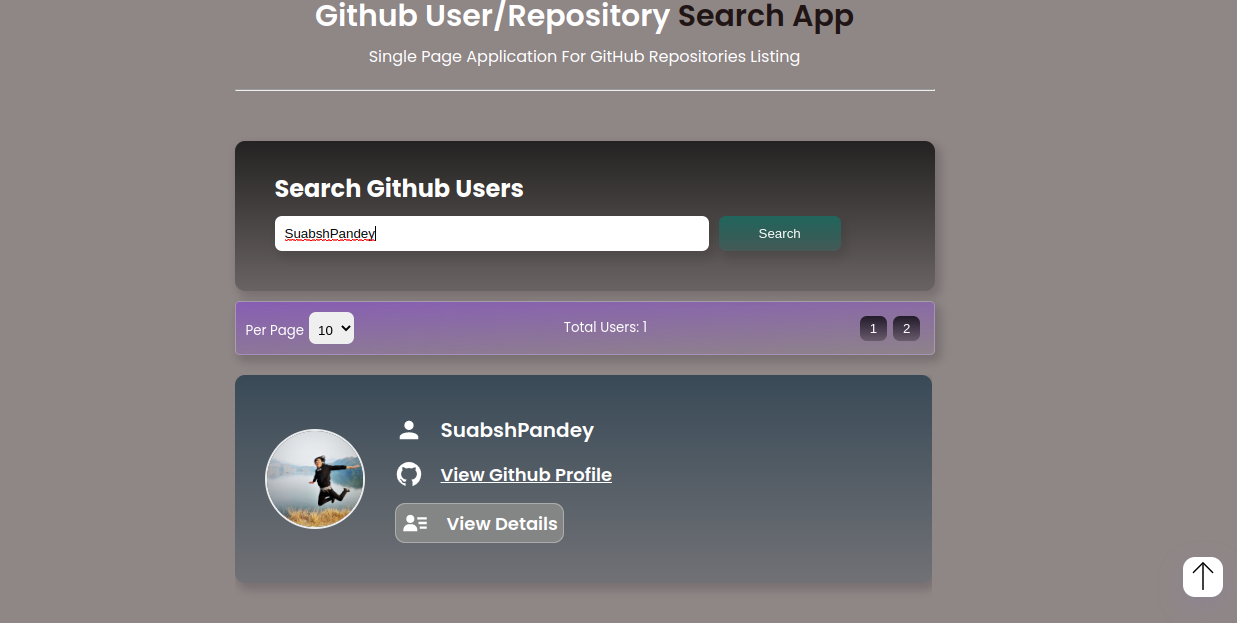 Github User/Repository Search App
Single Page Application For GitHub Repositories Listing
Search Github Users
SuabshPandey
Search
Per Page 10
Total Users: 1
1 2
SuabshPandey
View Github Profile
View Details